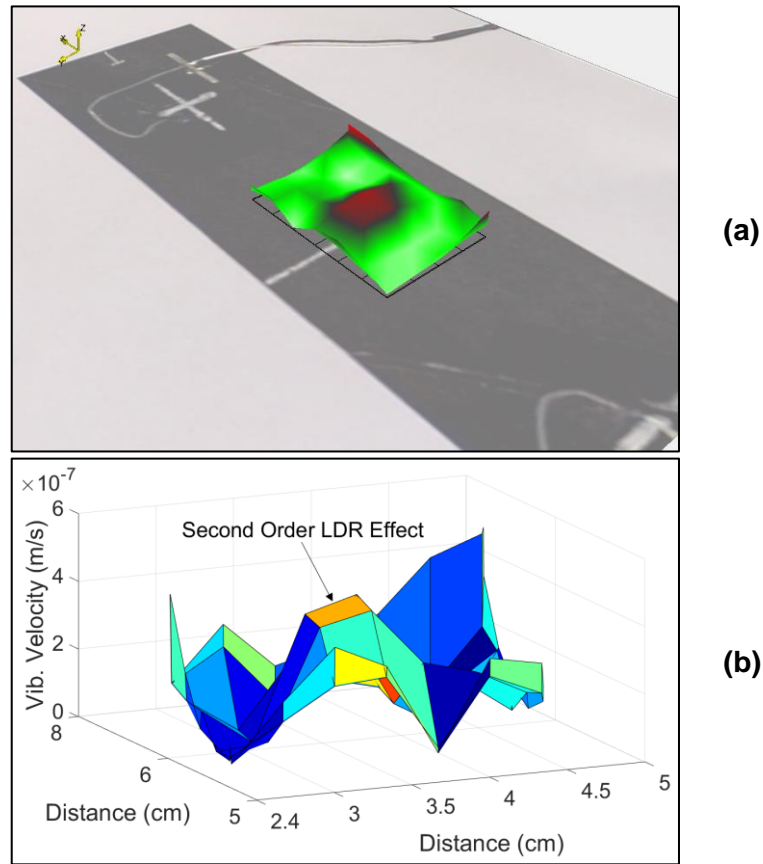 Z
X
Y
(a)
×10-7
6
Second Order LDR Effect
4
2
0
Vib. Velocity (m/s)
8
6
5
Distance (cm)
2.4
3
3.5
4
4.5
5
Distance (cm)
(b)